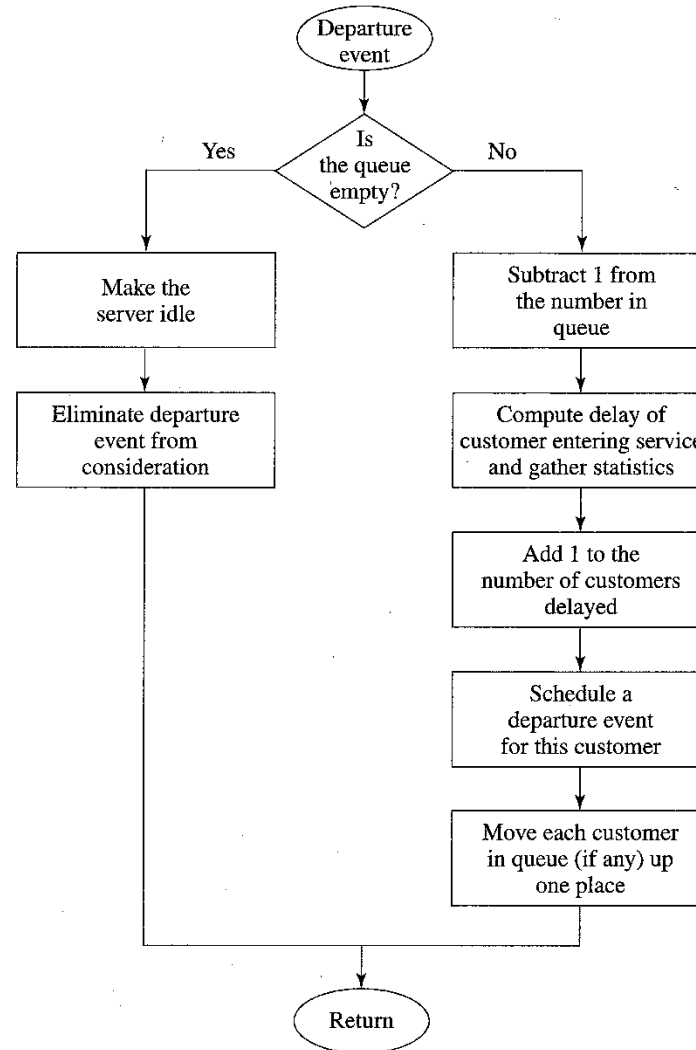 Departure
event
Is
the queue
empty?
Yes
No
Make the
server idle
Eliminate departure
event from
consideration
Subtract 1 from
the number in
queue
Compute delay of
customer entering service
and gather statistics
Add 1 to the
number of customers
delayed
Schedule a
departure event
for this customer
Move each customer
in queue (if any) up
one place
Return